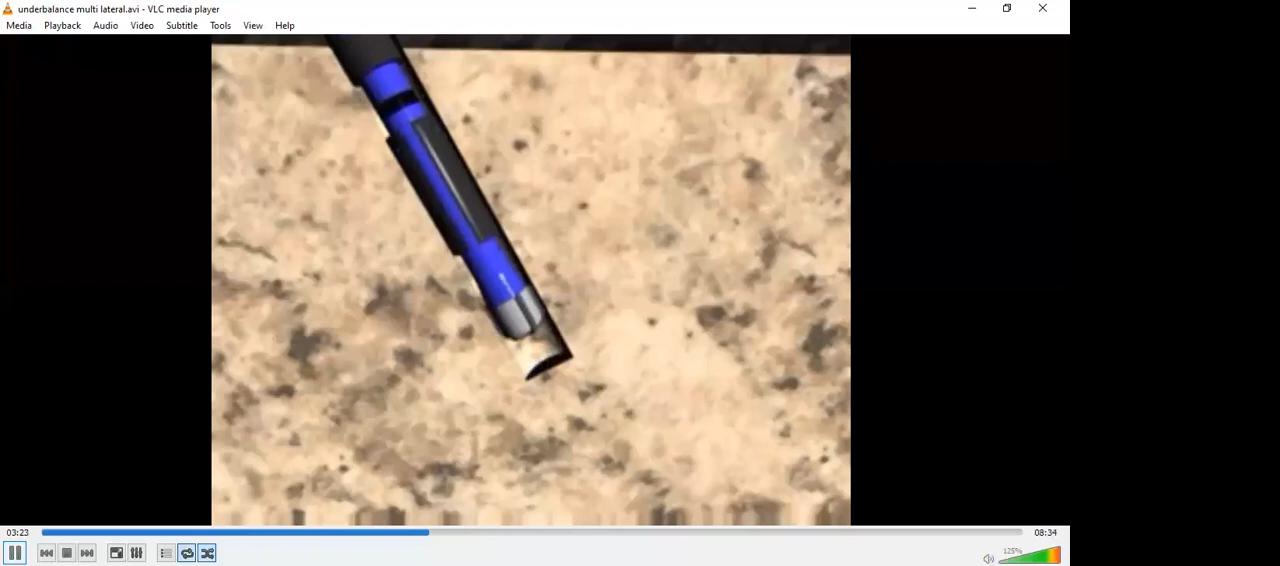 underbalance multi lateral.avi - VLC media player
Media Playback Audio Video Subtitle Tools View Help
03:23
08:34
125%